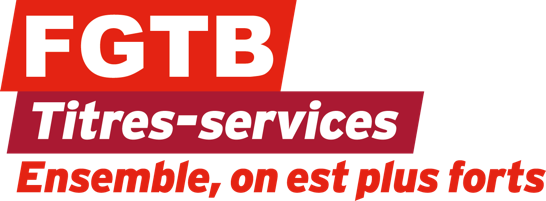 FGTB
Titres-services
Ensemble, on est plus forts